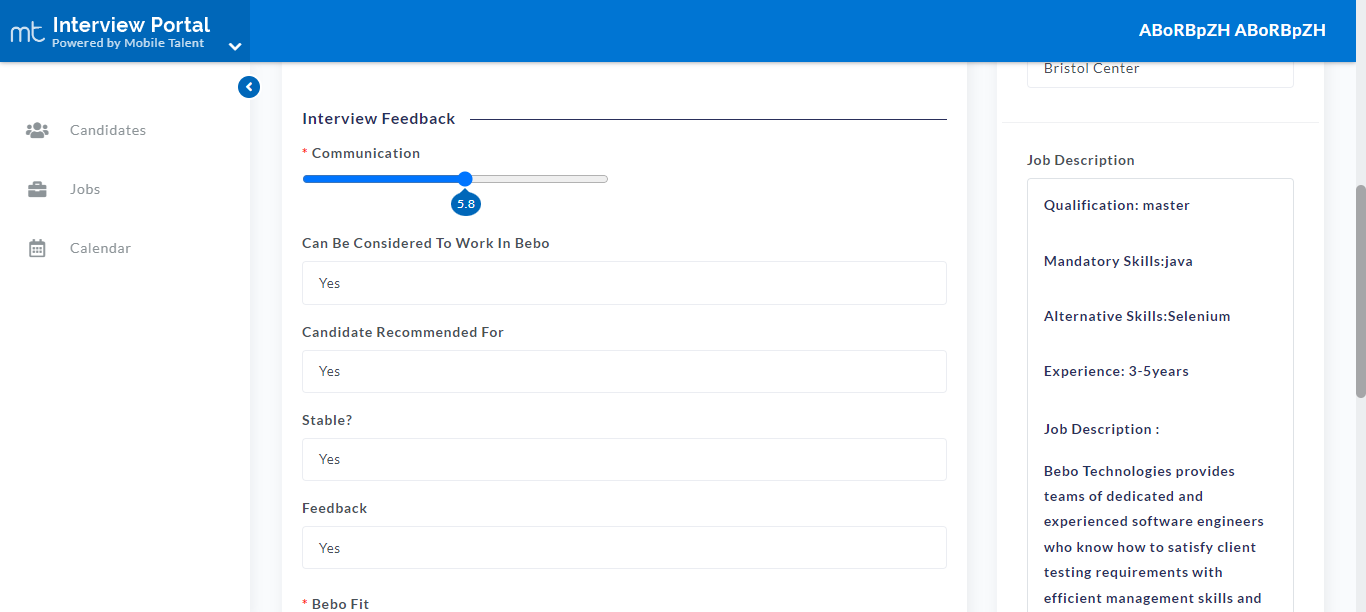 mt Interview Portal
Powered by Mobile Talent
ABoRBpZH ABoRBpZH
Candidates
Jobs
Calendar
Interview Feedback
* Communication
5.8
Can Be Considered To Work In Bebo
Yes
Candidate Recommended For
Yes
Stable?
Yes
Feedback
Yes
* Bebo Fit
Bristol Center
Job Description
Qualification: master
Mandatory Skills:java
Alternative Skills:Selenium
Experience: 3-5years
Job Description :
Bebo Technologies provides
teams of dedicated and
experienced software engineers
who know how to satisfy client
testing requirements with
efficient management skills and